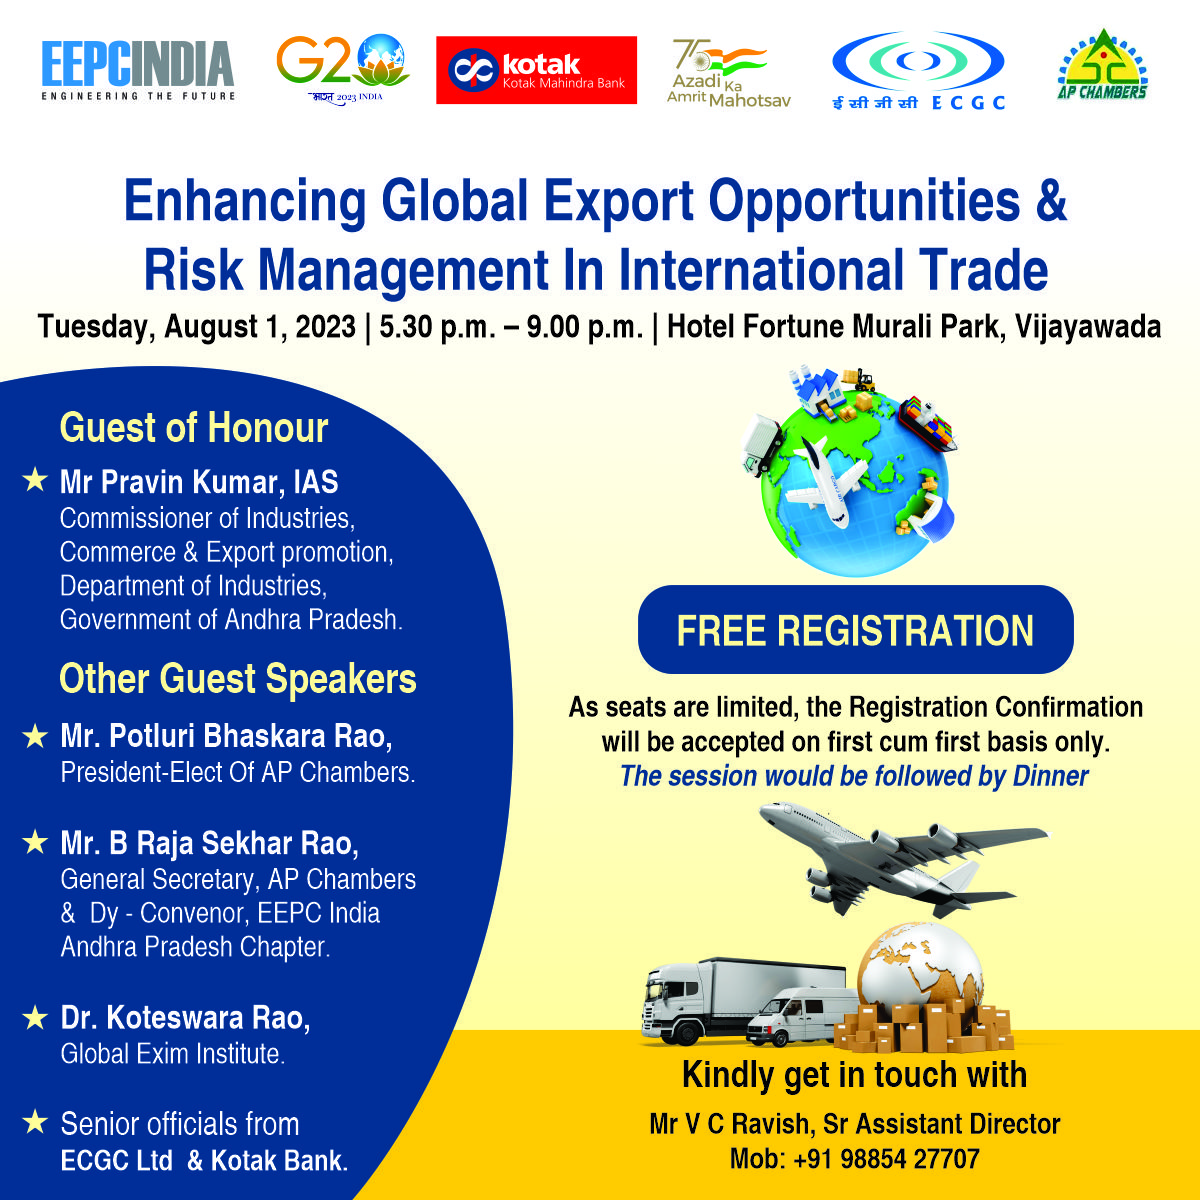 EEPCINDIA
ENGINEERING THE FUTURE
G20
भारत 2023 INDIA
kotak
Kotak Mahindra Bank
75
Azadi Ka
Amrit Mahotsav
ई सी जी सी ECGC
AP CHAMBERS
Enhancing Global Export Opportunities &
Risk Management In International Trade
Tuesday, August 1, 2023 | 5.30 p.m. – 9.00 p.m. | Hotel Fortune Murali Park, Vijayawada
Guest of Honour
Mr Pravin Kumar, IAS
Commissioner of Industries,
Commerce & Export promotion,
Department of Industries,
Government of Andhra Pradesh.
Other Guest Speakers
Mr. Potluri Bhaskara Rao,
President-Elect Of AP Chambers.
Mr. B Raja Sekhar Rao,
General Secretary, AP Chambers
& Dy - Convenor, EEPC India
Andhra Pradesh Chapter.
Dr. Koteswara Rao,
Global Exim Institute.
Senior officials from
ECGC Ltd & Kotak Bank.
FREE REGISTRATION
As seats are limited, the Registration Confirmation
will be accepted on first cum first basis only.
The session would be followed by Dinner
Kindly get in touch with
Mr V C Ravish, Sr Assistant Director
Mob: +91 98854 27707